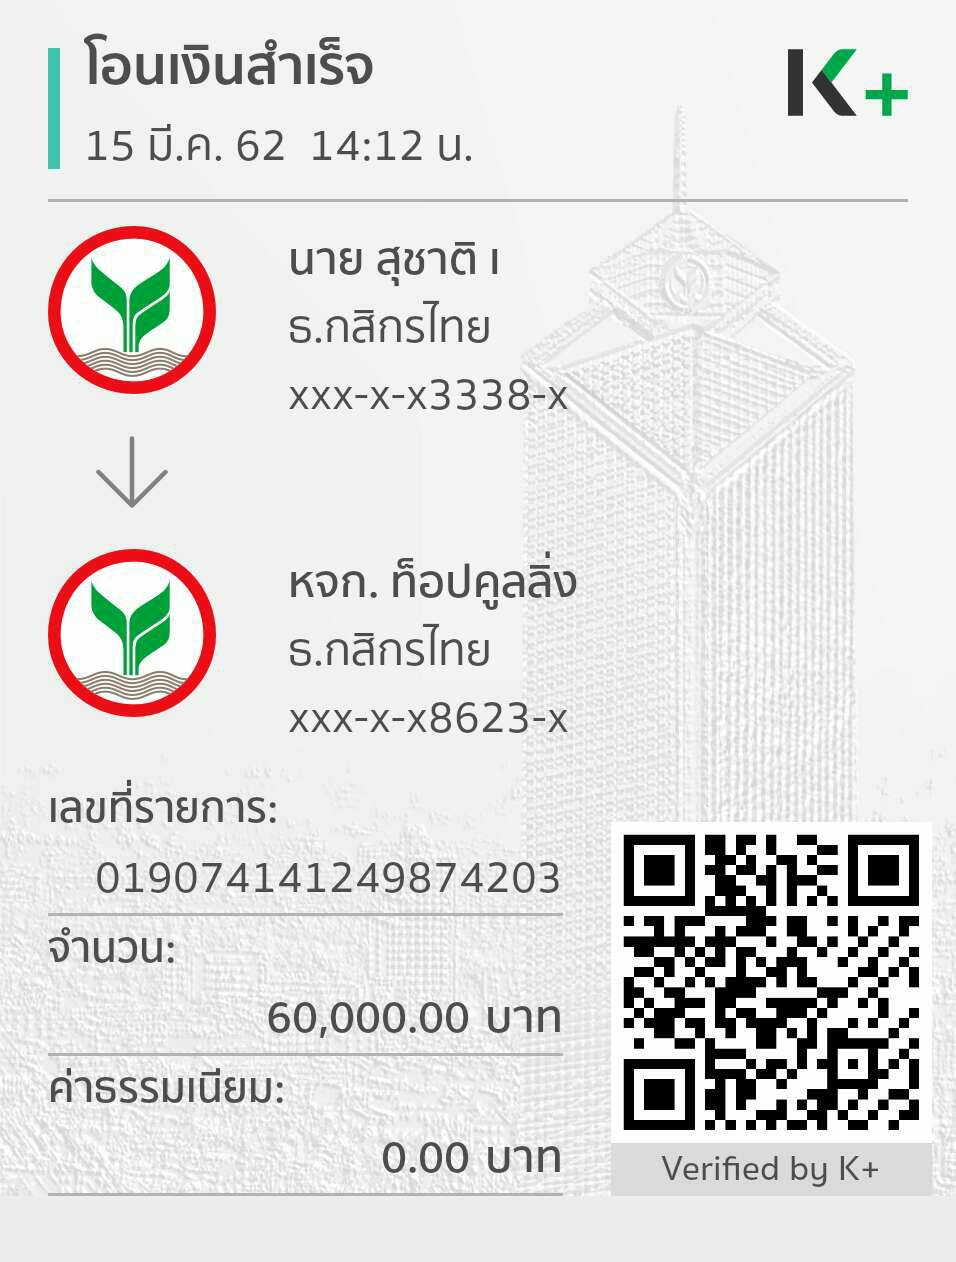 โอนเงินสำเร็จ
K+
15 มี.ค. 62 14:12 น.
นาย สุชาติ เ
ธ.กสิกรไทย
xxx-x-x3338-x
หจก. ท็อปคูลลิ่ง
ธ.กสิกรไทย
xxx-x-x8623-x
เลขที่รายการ:
019074141249874203
จำนวน:
60,000.00 บาท
ค่าธรรมเนียม:
0.00 บาท
Verified by K+